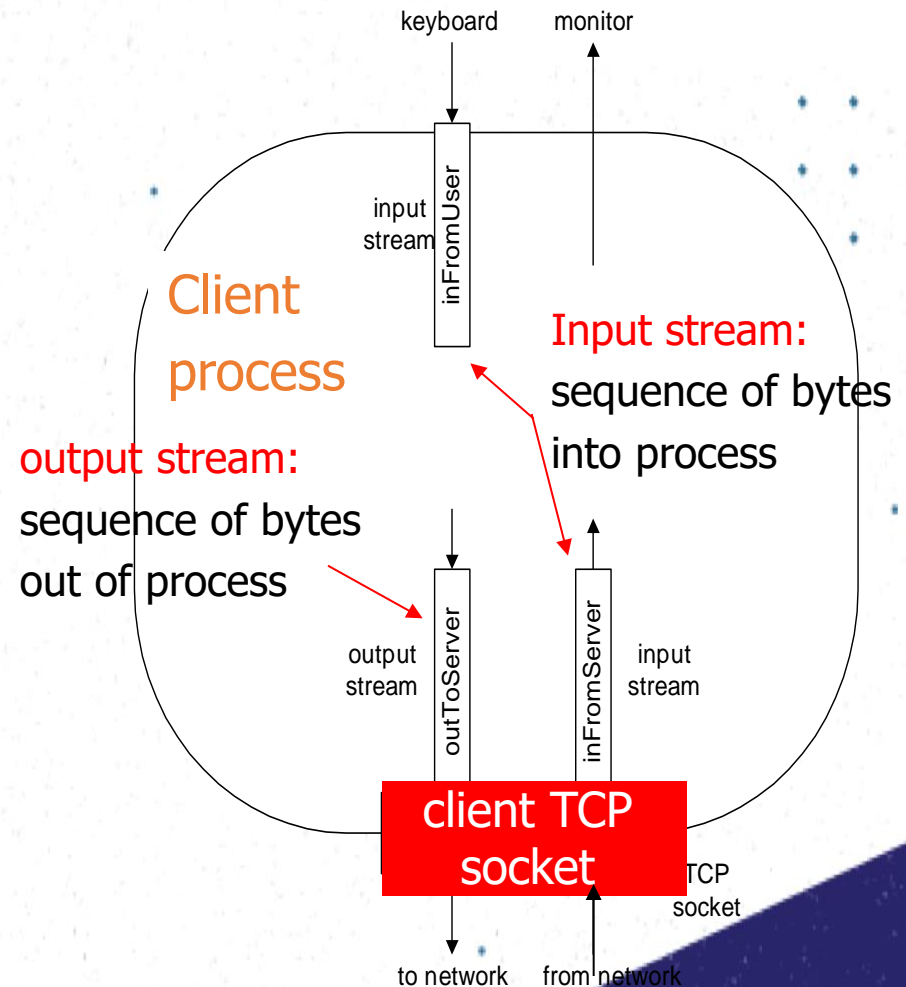 keyboard
monitor
input
stream
inFromUser
Client
process
Input stream:
sequence of bytes
into process
output stream:
sequence of bytes
out of process
output
stream
outToServer
inFromServer
input
stream
client TCP
socket
TCP
socket
to network
from network